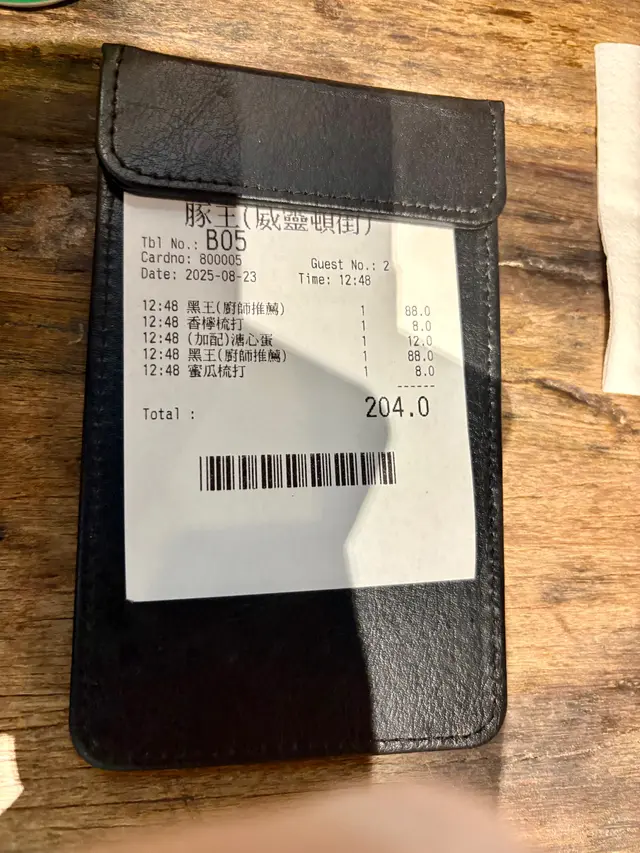 豚王(威靈頓街)
Tbl No.: B05
Cardno: 800005
Guest No.: 2
Date: 2025-08-23 Time: 12:48
12:48 黑王(廚師推薦) 1 88.0
12:48 香檸梳打 1 8.0
12:48 (加配)溏心蛋 1 12.0
12:48 黑王(廚師推薦) 1 88.0
12:48 蜜瓜梳打 1 8.0
------
Total : 204.0